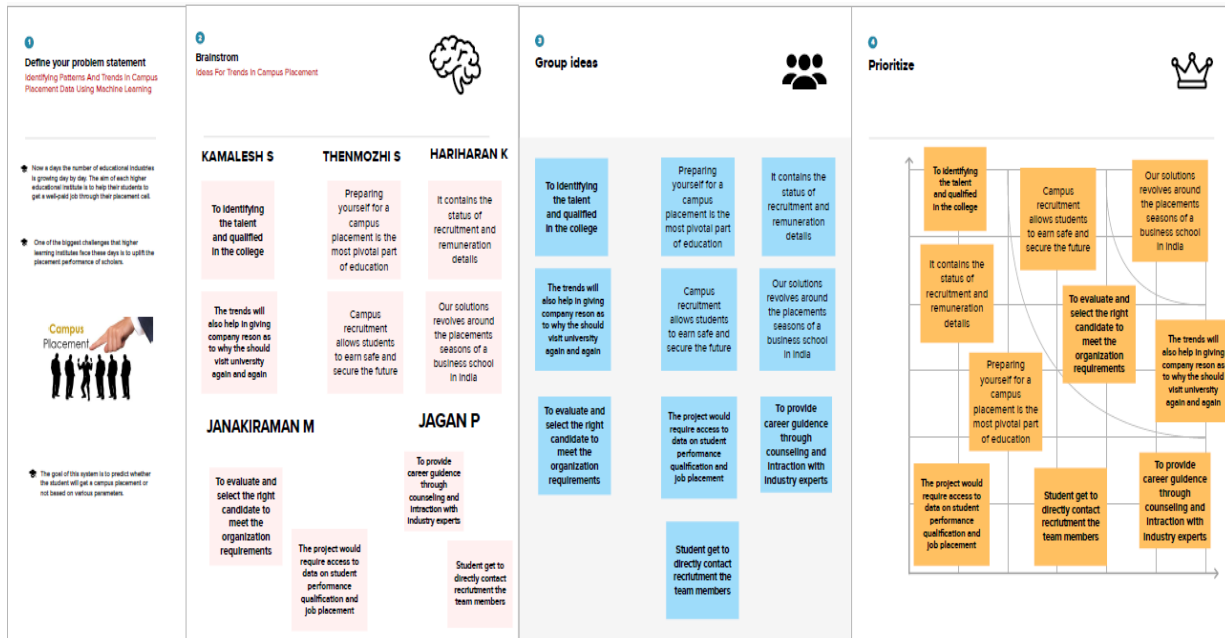 1
Define your problem statement
Identifying Patterns And Trends In Campus
Placement Data Using Machine Learning
Now a days the number of educational industries
is growing day by day. The aim of each higher
educational institute is to help their students to
get a well-paid job through their placement cell.
One of the biggest challenges that higher
learning institutes face these days is to uplift the
placement performance of scholars.
Campus
Placement
The goal of this system is to predict whether
the student will get a campus placement or
not based on various parameters.
2
Brainstrom
Ideas For Trends In Campus Placement
KAMALESH S
To identifying
the talent
and qualified
in the college
The trends will
also help in giving
company reson as
to why the should
visit university
again and again
THENMOZHI S
Preparing
yourself for a
campus
placement is the
most pivotal part
of education
Campus
recruitment
allows students
to earn safe and
secure the future
HARIHARAN K
It contains the
status of
recruitment and
remuneration
details
Our solutions
revolves around
the placements
seasons of a
business school
in India
JANAKIRAMAN M
To evaluate and
select the right
candidate to
meet the
organization
requirements
The project would
require access to
data on student
performance
qualification and
job placement
JAGAN P
To provide
career guidence
through
counseling and
intraction with
industry experts
Student get to
directly contact
recriutment the
team members
3
Group ideas
To identifying
the talent
and qualified
in the college
Preparing
yourself for a
campus
placement is the
most pivotal part
of education
It contains the
status of
recruitment and
remuneration
details
The trends will
also help in giving
company reson as
to why the should
visit university
again and again
Campus
recruitment
allows students
to earn safe and
secure the future
Our solutions
revolves around
the placements
seasons of a
business school
in India
To evaluate and
select the right
candidate to
meet the
organization
requirements
The project would
require access to
data on student
performance
qualification and
job placement
To provide
career guidence
through
counseling and
intraction with
industry experts
Student get to
directly contact
recriutment the
team members
4
Prioritize
To identifying
the talent
and qualified
in the college
Campus
recruitment
allows students
to earn safe and
secure the future
Our solutions
revolves around
the placements
seasons of a
business school
in India
It contains the
status of
recruitment and
remuneration
details
To evaluate and
select the right
candidate to
meet the
organization
requirements
The trends will
also help in giving
company reson as
to why the should
visit university
again and again
Preparing
yourself for a
campus
placement is the
most pivotal part
of education
The project would
require access to
data on student
performance
qualification and
job placement
Student get to
directly contact
recriutment the
team members
To provide
career guidence
through
counseling and
intraction with
industry experts